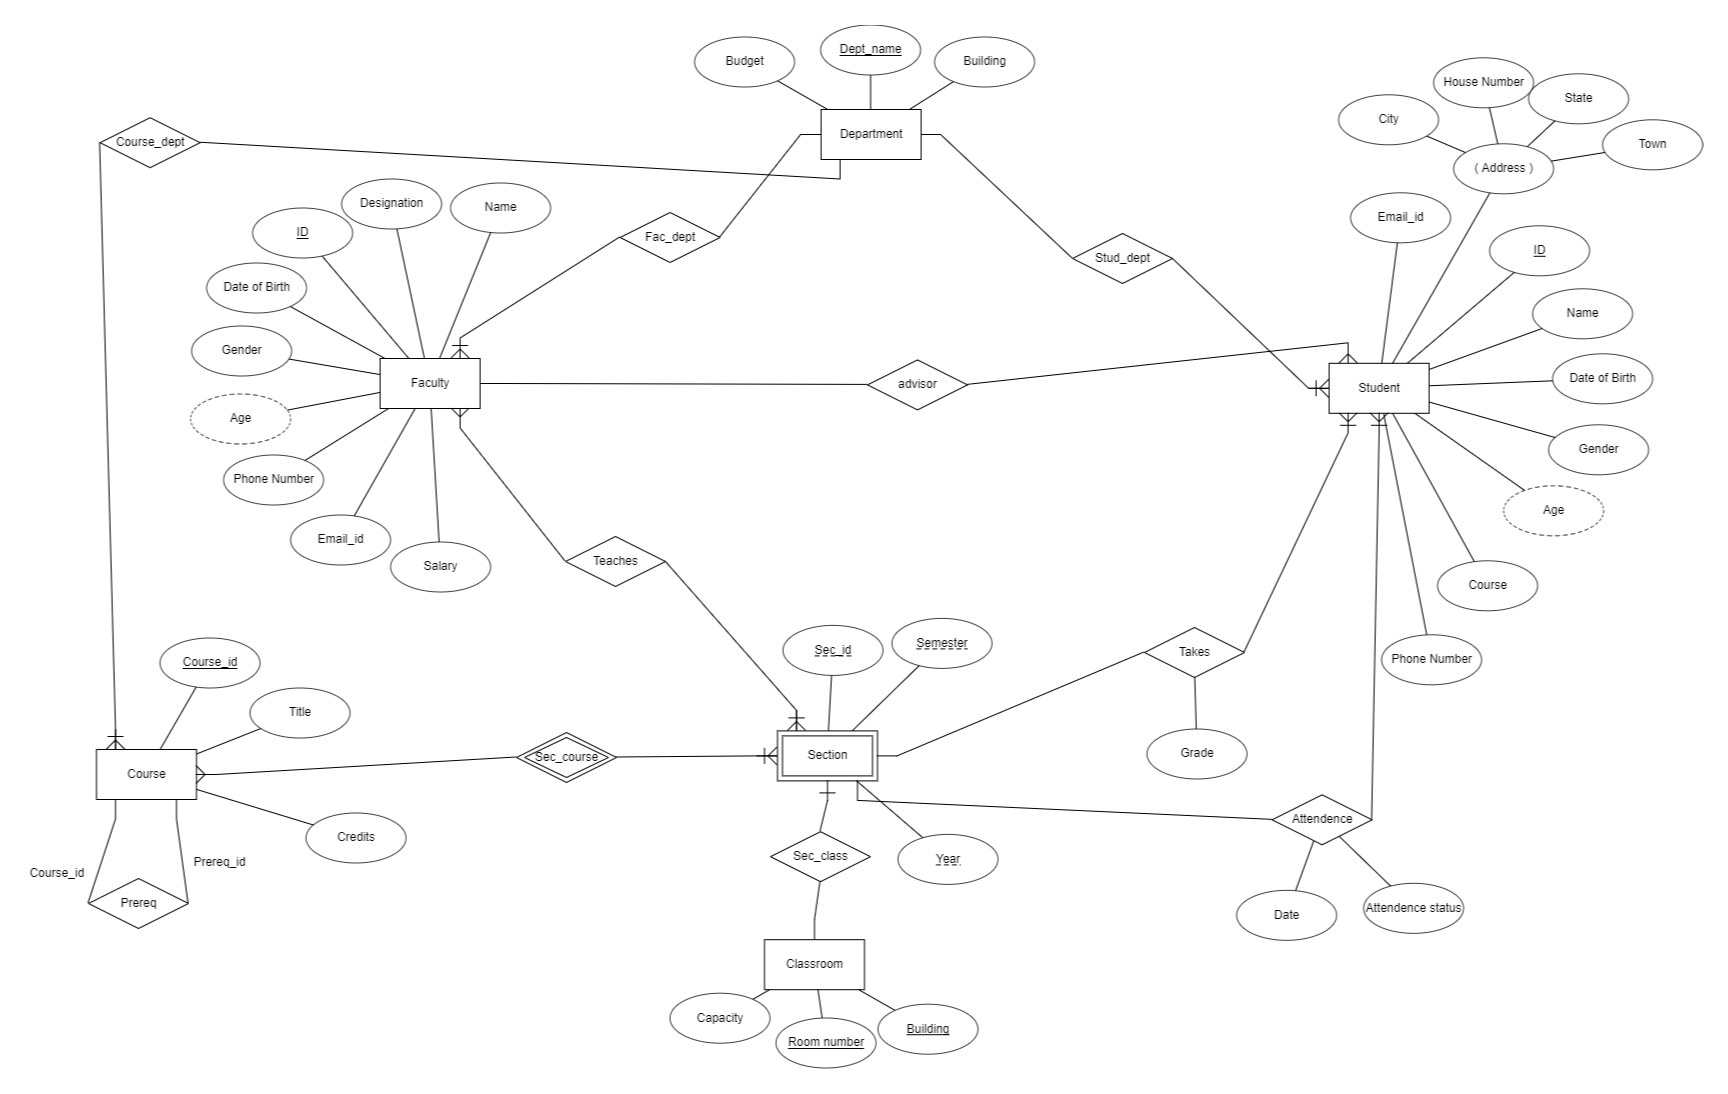 Budget
Dept_name
Building
Department
House Number
State
City
Town
( Address )
Course_dept
Designation
Name
ID
Fac_dept
Email_id
ID
Stud_dept
Date of Birth
Name
Gender
Faculty
advisor
Student
Date of Birth
Age
Gender
Phone Number
Age
Email_id
Salary
Teaches
Course
Course_id
Sec_id
Semester
Takes
Phone Number
Title
Course
Sec_course
Section
Grade
Credits
Attendence
Course_id
Prereq_id
Sec_class
Year
Prereq
Date
Attendence status
Classroom
Capacity
Room number
Building